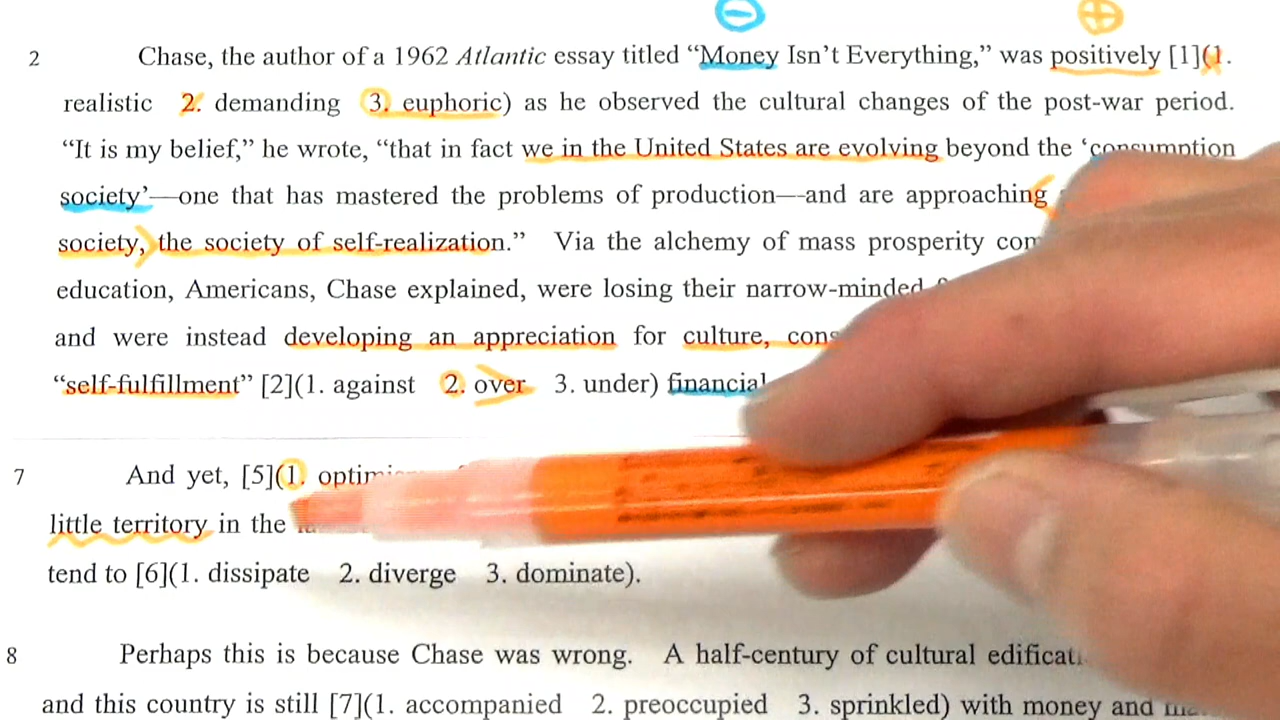 2 Chase, the author of a 1962 Atlantic essay titled “Money Isn’t Everything,” was positively [1](1.
realistic 2. demanding 3. euphoric) as he observed the cultural changes of the post-war period.
“It is my belief,” he wrote, “that in fact we in the United States are evolving beyond the ‘consumption
society’—one that has mastered the problems of production—and are approaching
society, the society of self-realization.” Via the alchemy of mass prosperity
education, Americans, Chase explained, were losing their narrow-minded
and were instead developing an appreciation for culture,
“self-fulfillment” [2](1. against 2. over 3. under) financial
7 And yet, [5](1.
little territory in the
tend to [6](1. dissipate 2. diverge 3. dominate).
8 Perhaps this is because Chase was wrong. A half-century of cultural
and this country is still [7](1. accompanied 2. preoccupied 3. sprinkled) with money and